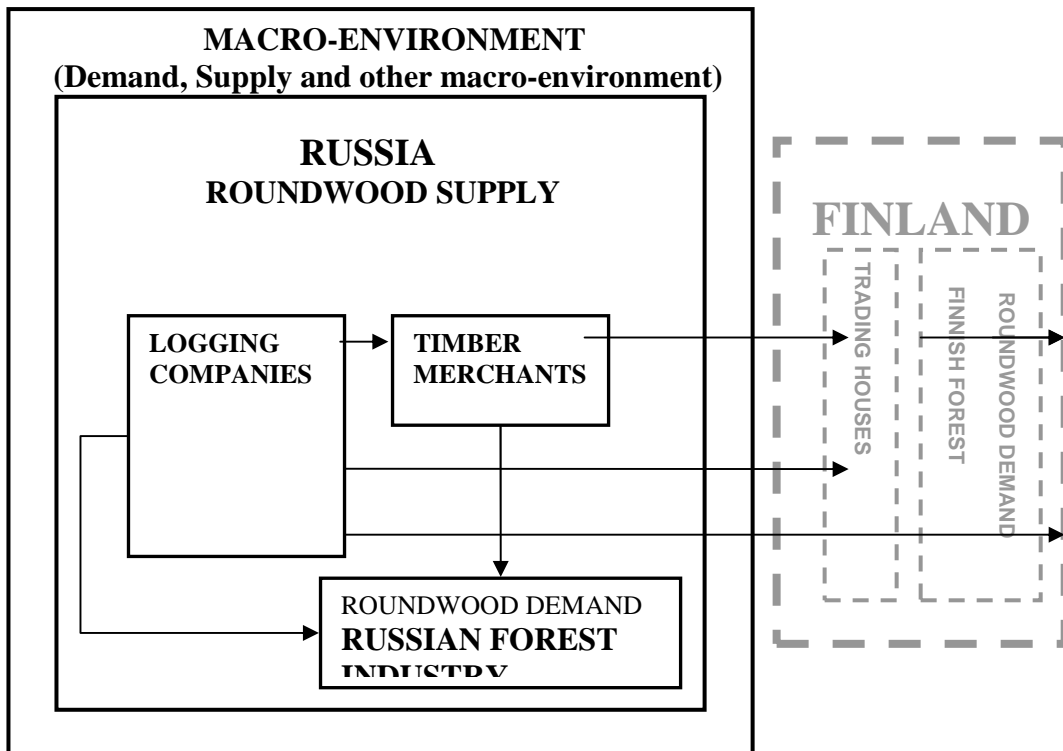 MACRO-ENVIRONMENT
(Demand, Supply and other macro-environment)
RUSSIA
ROUNDWOOD SUPPLY
FINLAND
LOGGING
COMPANIES
TIMBER
MERCHANTS
TRADING HOUSES
FINNISH FOREST
ROUNDWOOD DEMAND
ROUNDWOOD DEMAND
RUSSIAN FOREST
INDUSTRY